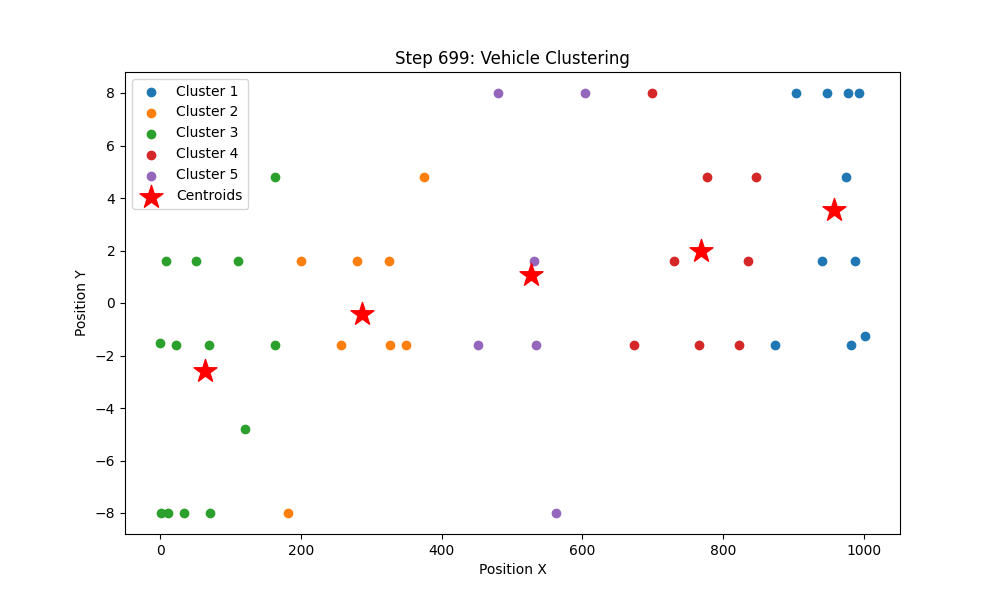 Step 699: Vehicle Clustering
Cluster 1
Cluster 2
Cluster 3
Cluster 4
Cluster 5
Centroids
Position Y
8
6
4
2
0
−2
−4
−6
−8
0
200
400
600
800
1000
Position X